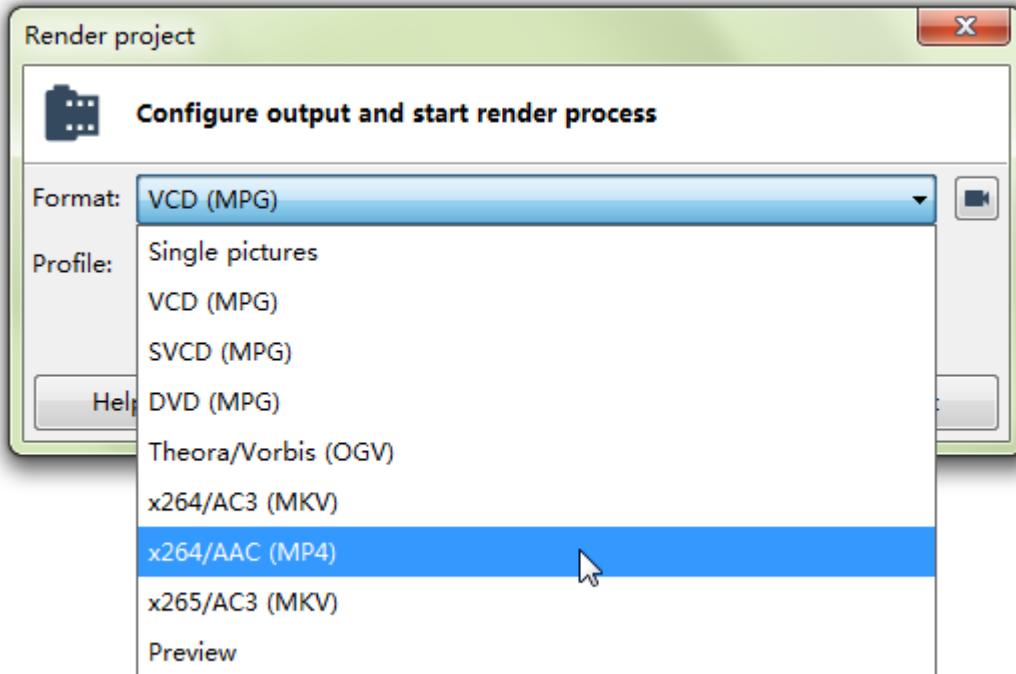 Render project
Configure output and start render process
Format: VCD (MPG)
Single pictures
Profile:
VCD (MPG)
SVCD (MPG)
DVD (MPG)
Theora/Vorbis (OGV)
x264/AC3 (MKV)
x264/AAC (MP4)
x265/AC3 (MKV)
Preview